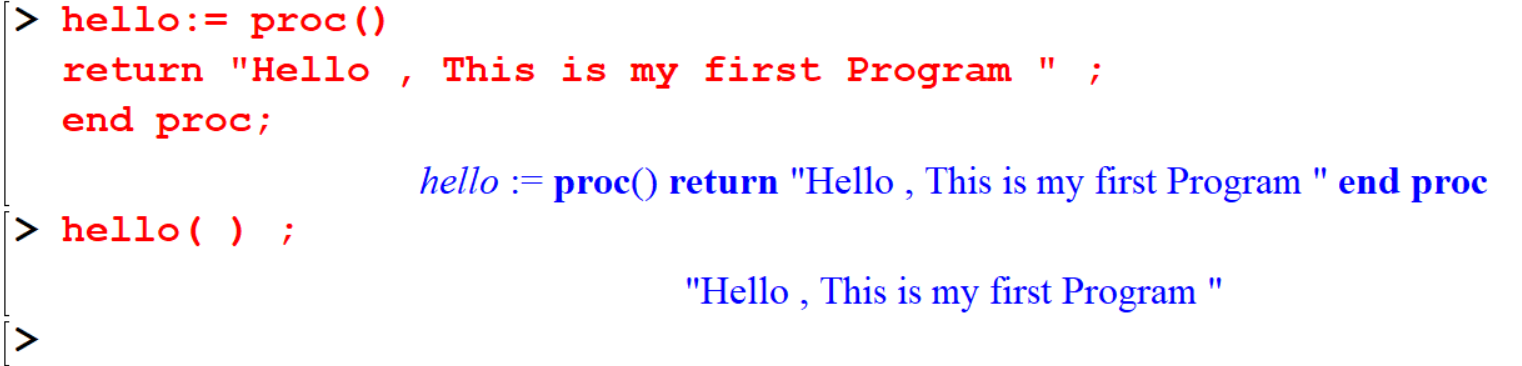 > hello:= proc()
return "Hello , This is my first Program " ;
end proc;
hello := proc() return "Hello , This is my first Program " end proc
> hello( ) ;
"Hello , This is my first Program "
>